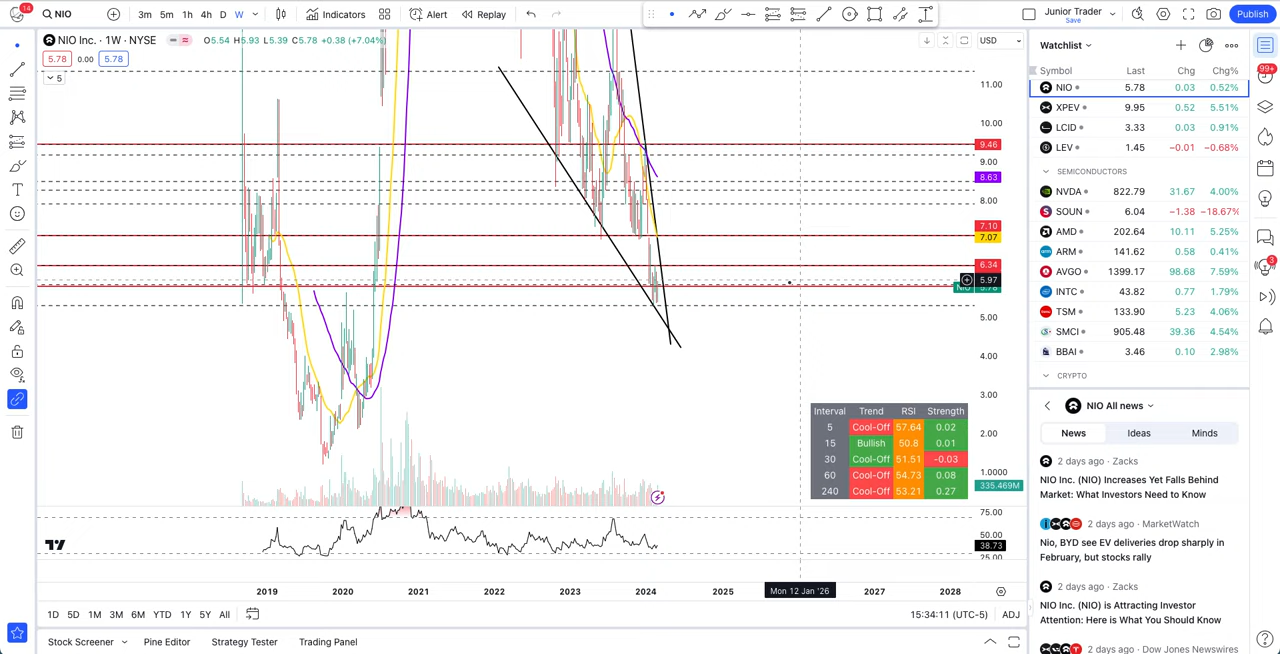 14
NIO
3m 5m 1h 4h D W
Indicators
Alert
Replay
Junior Trader
Save
Publish
NIO Inc. · 1W · NYSE
O5.54 H5.93 L5.39 C5.78 +0.38 (+7.04%)
5.78 0.00 5.78
5
USD
11.00
10.00
9.46
9.00
8.63
8.00
7.10
7.07
6.34
5.97
NIO 5.78
5.00
4.00
3.00
2.00
1.0000
335.469M
75.00
50.00
38.73
25.00
Interval Trend RSI Strength
5 Cool-Off 57.64 0.02
15 Bullish 50.8 0.01
30 Cool-Off 51.51 -0.03
60 Cool-Off 54.73 0.08
240 Cool-Off 53.21 0.27
2019 2020 2021 2022 2023 2024 2025 Mon 12 Jan '26 2027 2028
1D 5D 1M 3M 6M YTD 1Y 5Y All
15:34:11 (UTC-5) ADJ
Stock Screener Pine Editor Strategy Tester Trading Panel
Watchlist
Symbol Last Chg Chg%
NIO 5.78 0.03 0.52%
XPEV 9.95 0.52 5.51%
LCID 3.33 0.03 0.91%
LEV 1.45 −0.01 −0.68%
SEMICONDUCTORS
NVDA 822.79 31.67 4.00%
SOUN 6.04 −1.38 −18.67%
AMD 202.64 10.11 5.25%
ARM 141.62 0.58 0.41%
AVGO 1399.17 98.68 7.59%
INTC 43.82 0.77 1.79%
TSM 133.90 5.23 4.06%
SMCI 905.48 39.36 4.54%
BBAI 3.46 0.10 2.98%
CRYPTO
NIO All news
News Ideas Minds
2 days ago · Zacks
NIO Inc. (NIO) Increases Yet Falls Behind
Market: What Investors Need to Know
2 days ago · MarketWatch
Nio, BYD see EV deliveries drop sharply in
February, but stocks rally
2 days ago · Zacks
NIO Inc. (NIO) is Attracting Investor
Attention: Here is What You Should Know
2 days ago · Dow Jones Newswires
99+
3